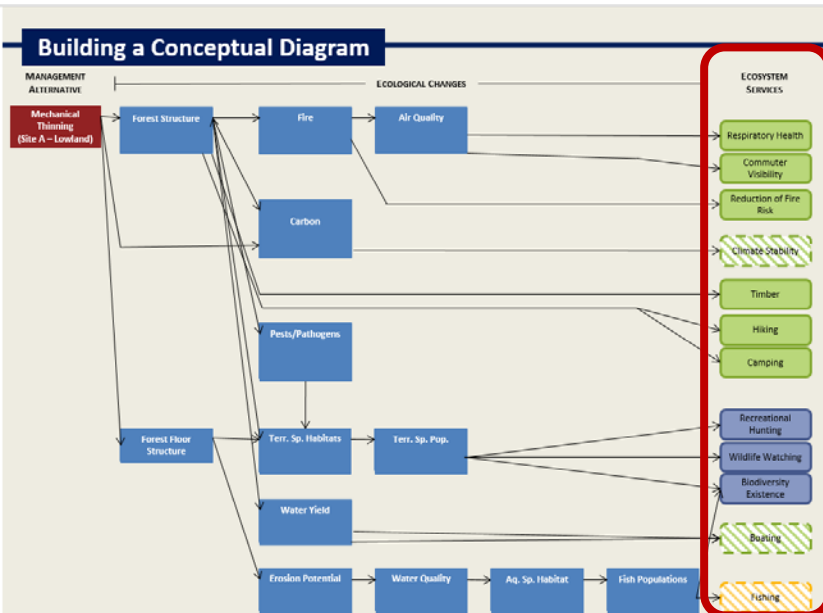 Building a Conceptual Diagram
MANAGEMENT
ALTERNATIVE
ECOLOGICAL CHANGES
ECOSYSTEM
SERVICES
Mechanical
Thinning
(Site A – Lowland)
Forest Structure
Fire
Air Quality
Respiratory Health
Commuter
Visibility
Reduction of Fire
Risk
Carbon
Climate Stability
Timber
Pests/Pathogens
Hiking
Camping
Forest Floor
Structure
Terr. Sp. Habitats
Terr. Sp. Pop.
Recreational
Hunting
Wildlife Watching
Biodiversity
Existence
Water Yield
Boating
Erosion Potential
Water Quality
Aq. Sp. Habitat
Fish Populations
Fishing